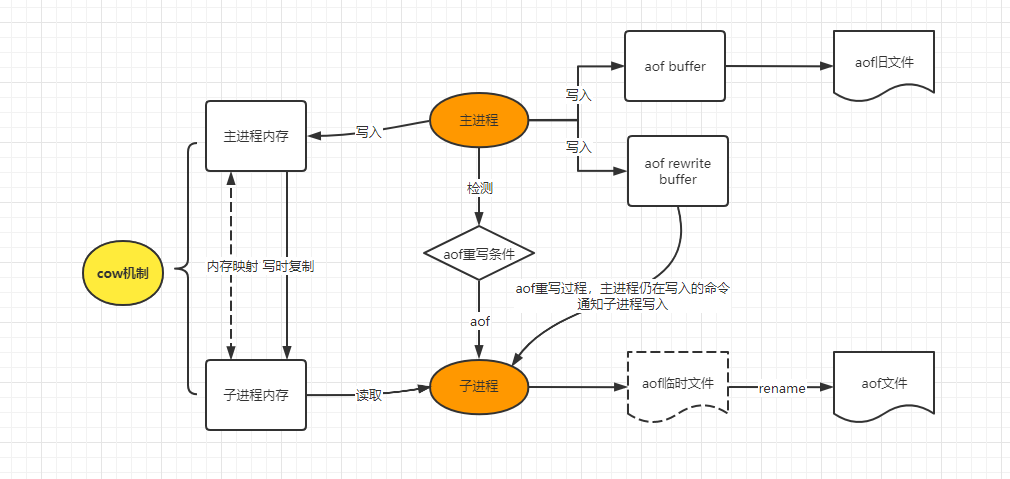 aof buffer
aof旧文件
写入
主进程
主进程内存
写入
写入
aof rewrite
buffer
检测
aof重写条件
内存映射
写时复制
cow机制
aof重写过程，主进程仍在写入的命令
通知子进程写入
aof
子进程内存
读取
子进程
aof临时文件
rename
aof文件